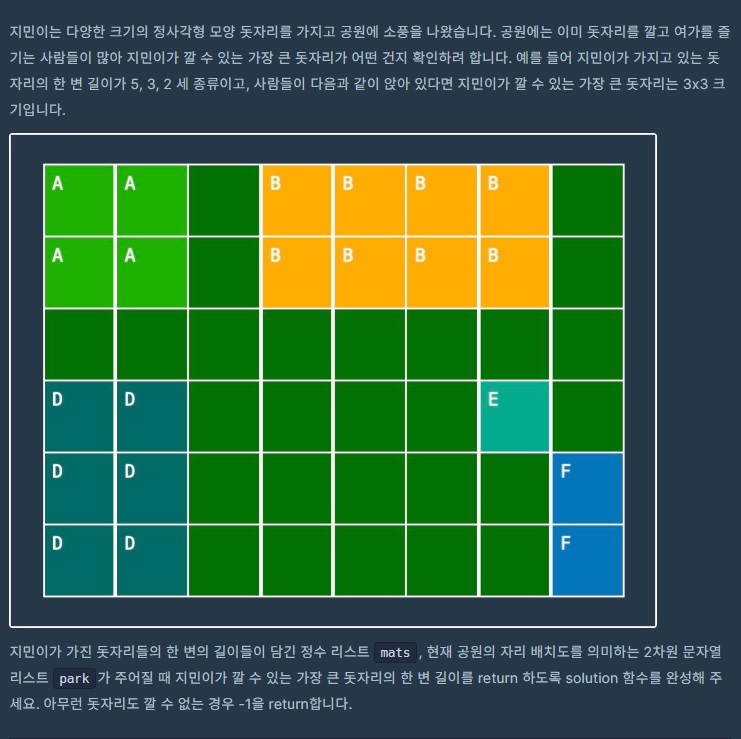 지민이는 다양한 크기의 정사각형 모양 돗자리를 가지고 공원에 소풍을 나왔습니다. 공원에는 이미 돗자리를 깔고 여가를 즐
기는 사람들이 많아 지민이가 깔 수 있는 가장 큰 돗자리가 어떤 건지 확인하려 합니다. 예를 들어 지민이가 가지고 있는 돗
자리의 한 변 길이가 5, 3, 2 세 종류이고, 사람들이 다음과 같이 앉아 있다면 지민이가 깔 수 있는 가장 큰 돗자리는 3x3 크
기입니다.
A A B B B B
A A B B B B
D D E
D D F
D D F
지민이가 가진 돗자리들의 한 변의 길이들이 담긴 정수 리스트 mats, 현재 공원의 자리 배치도를 의미하는 2차원 문자열
리스트 park가 주어질 때 지민이가 깔 수 있는 가장 큰 돗자리의 한 변 길이를 return 하도록 solution 함수를 완성해 주
세요. 아무런 돗자리도 깔 수 없는 경우 -1을 return합니다.